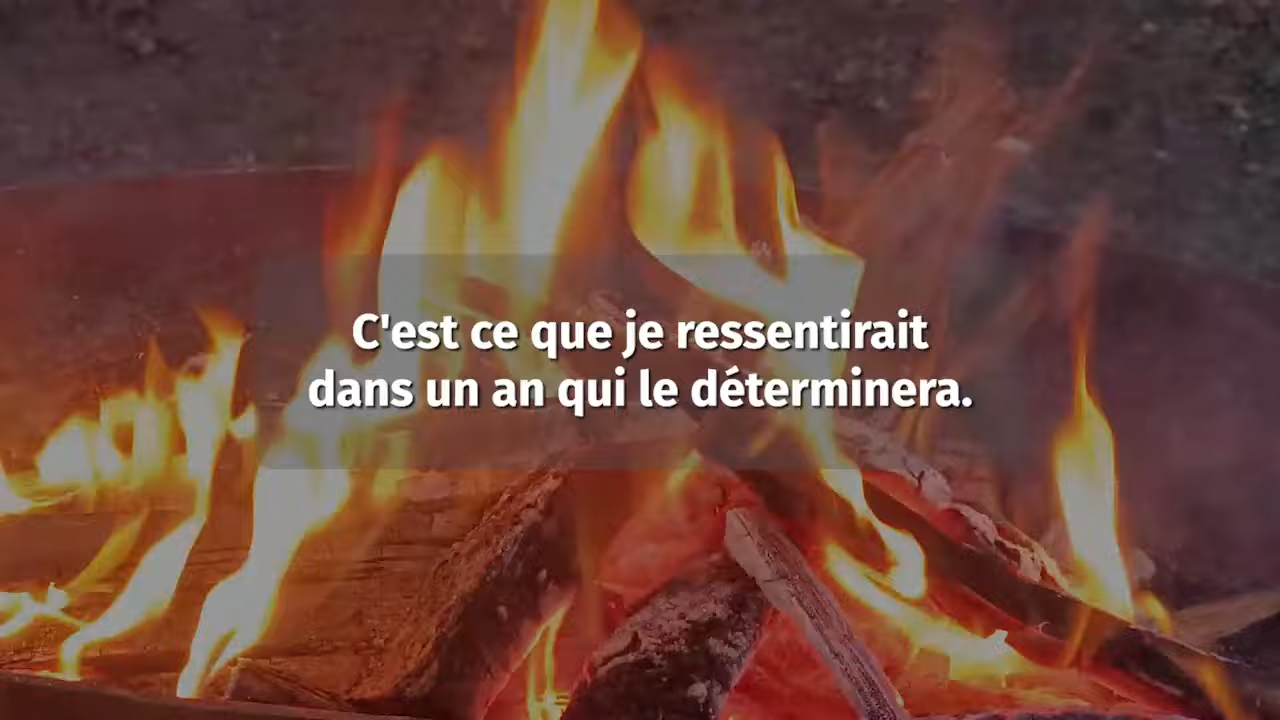 C'est ce que je ressentirait
dans un an qui le déterminera.